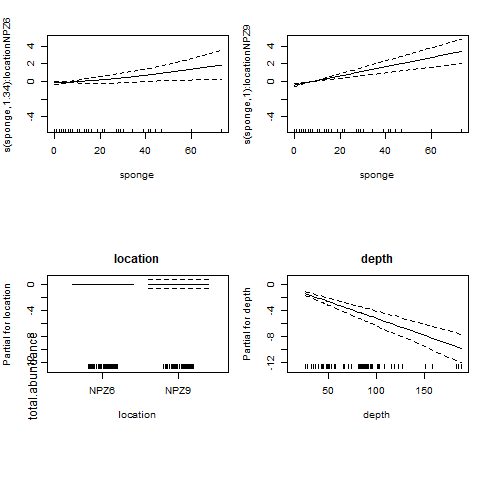 s(sponge,1.34):locationNPZ6
4
2
0
-4
0
20
40
60
sponge
s(sponge,1):locationNPZ9
4
2
0
-4
0
20
40
60
sponge
location
Partial for location
0
-4
-8
NPZ6
NPZ9
location
total.abundance
depth
Partial for depth
0
-4
-8
-12
50
100
150
depth